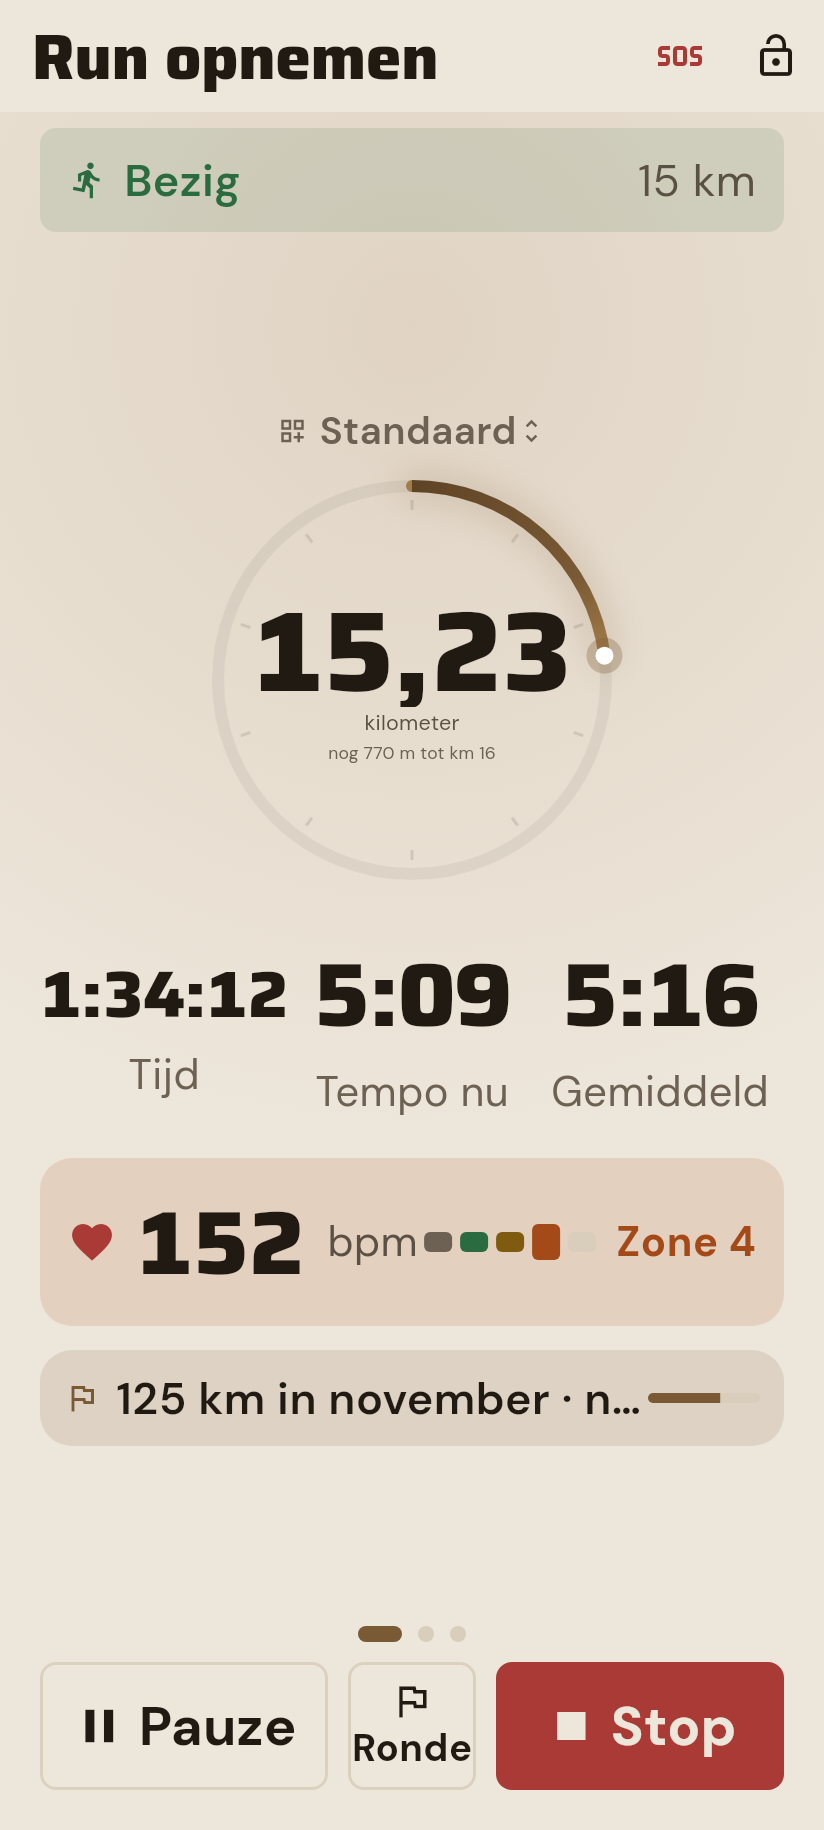 Run opnemen
SOS
Bezig
15 km
Standaard
15,23
kilometer
nog 770 m tot km 16
1:34:12
Tijd
5:09
Tempo nu
5:16
Gemiddeld
152 bpm
Zone 4
125 km in november · n…
Pauze
Ronde
Stop